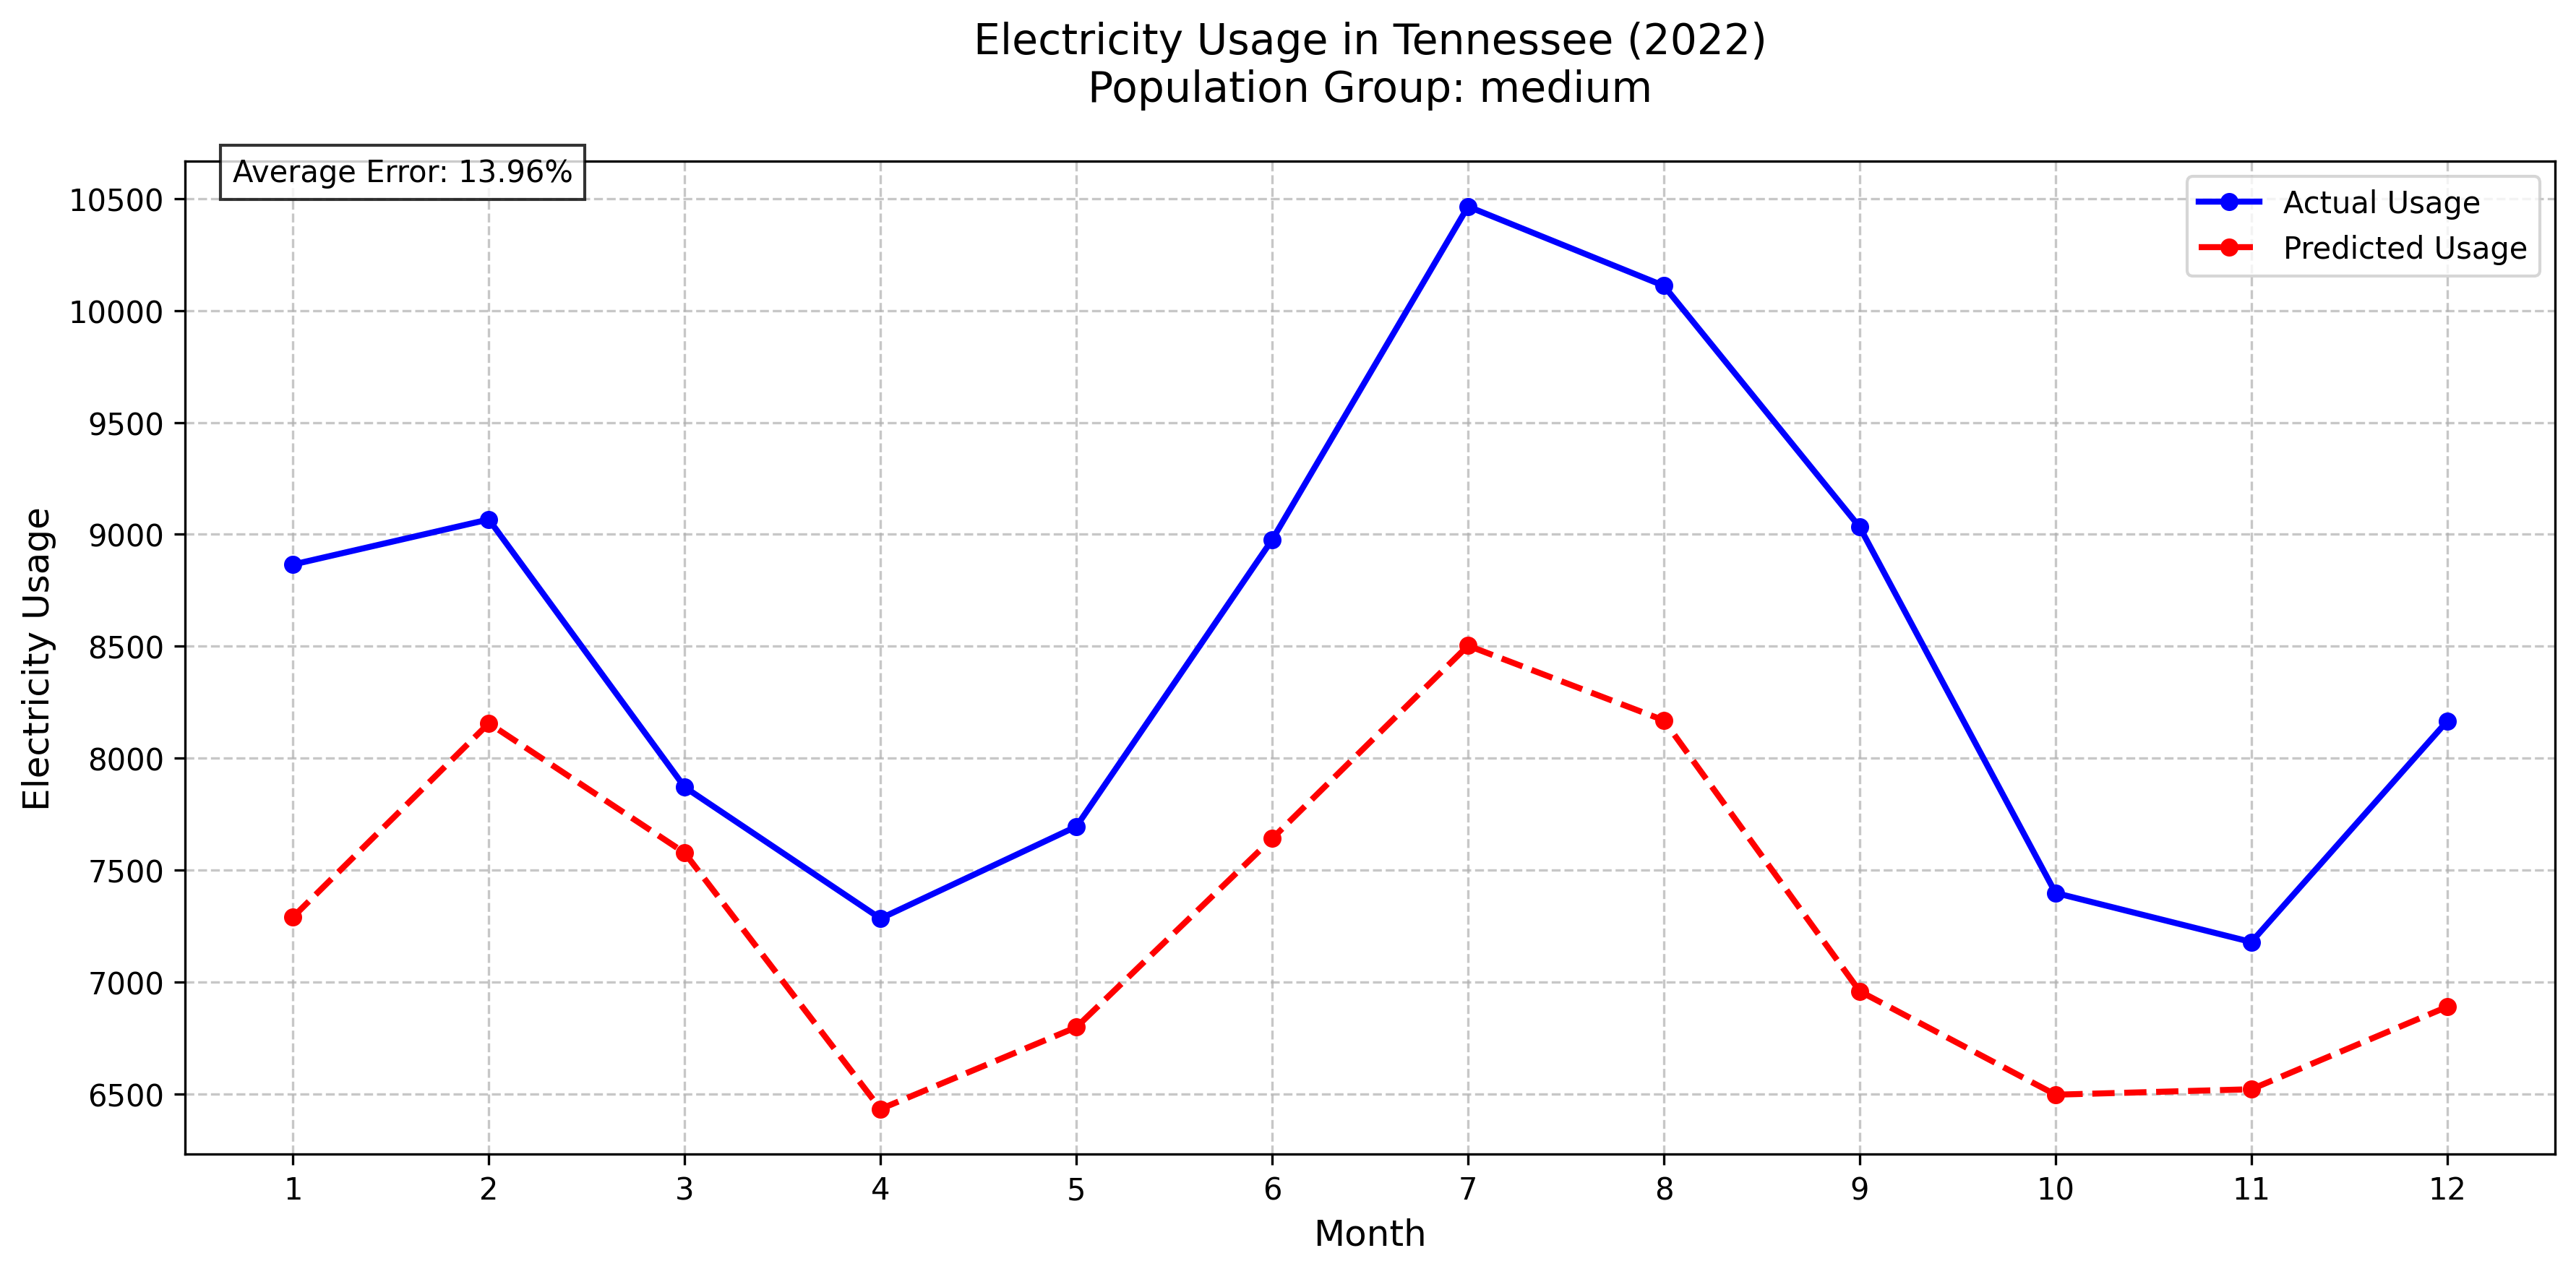 Electricity Usage in Tennessee (2022)
Population Group: medium
Average Error: 13.96%
Actual Usage
Predicted Usage
10500
10000
9500
9000
8500
8000
7500
7000
6500
Electricity Usage
1 2 3 4 5 6 7 8 9 10 11 12
Month